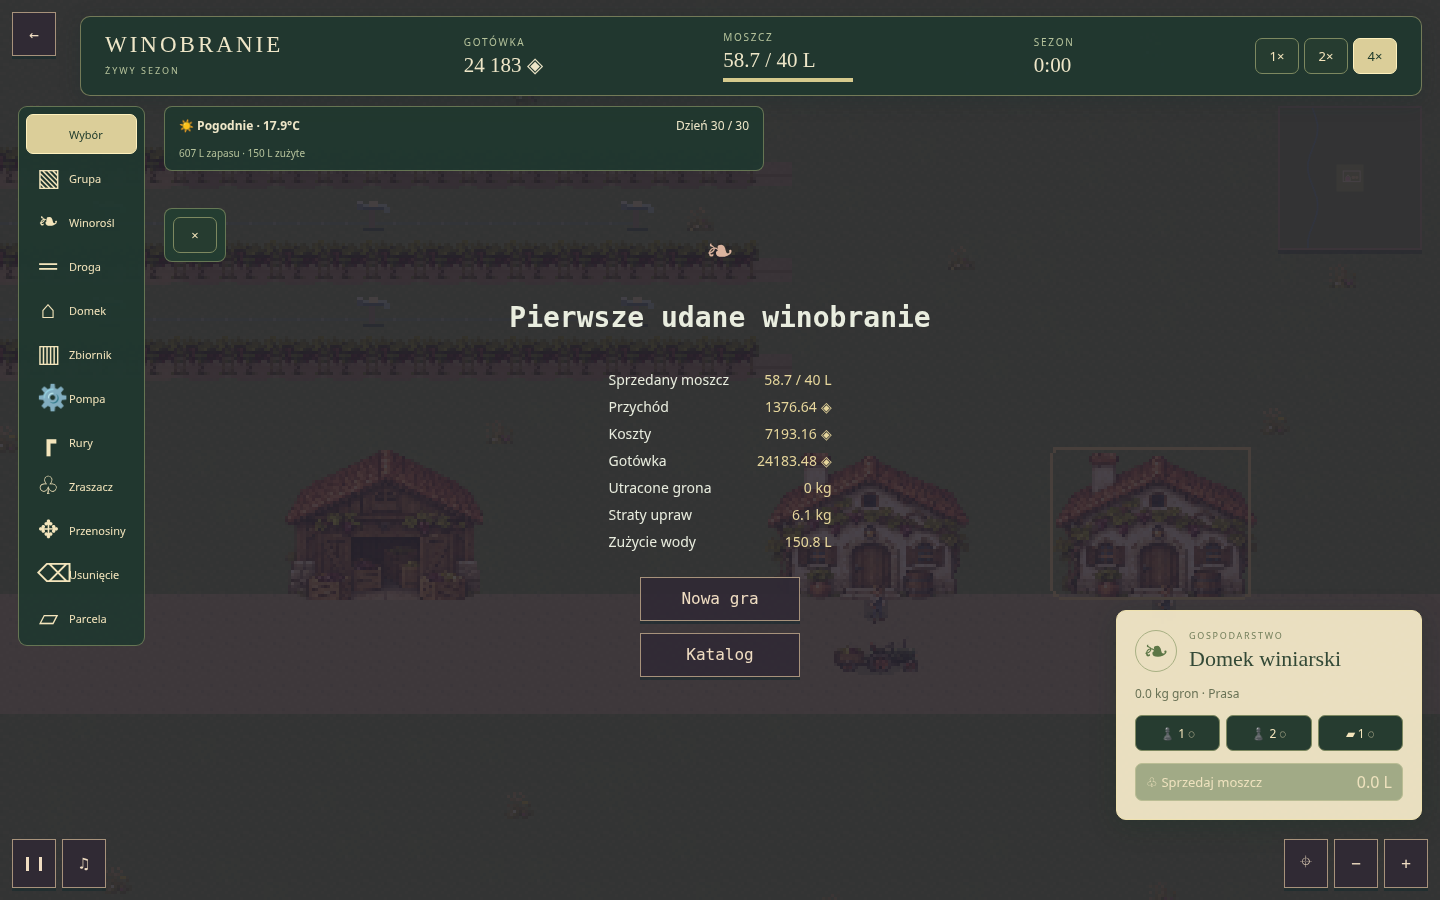 ←
WINOBRANIE
ŻYWY SEZON
GOTÓWKA
24 183 ◈
MOSZCZ
58.7 / 40 L
SEZON
0:00
1×
2×
4×
Wybór
Grupa
Winorośl
Droga
Domek
Zbiornik
Pompa
Rury
Zraszacz
Przenosiny
Usunięcie
Parcela
☀️ Pogodnie · 17.9°C
Dzień 30 / 30
607 L zapasu · 150 L zużyte
×
Pierwsze udane winobranie
Sprzedany moszcz 58.7 / 40 L
Przychód 1376.64 ◈
Koszty 7193.16 ◈
Gotówka 24183.48 ◈
Utracone grona 0 kg
Straty upraw 6.1 kg
Zużycie wody 150.8 L
Nowa gra
Katalog
GOSPODARSTWO
Domek winiarski
0.0 kg gron · Prasa
♟ 1 ○
♟ 2 ○
▰ 1 ○
♧ Sprzedaj moszcz 0.0 L
♫
⌖
−
+